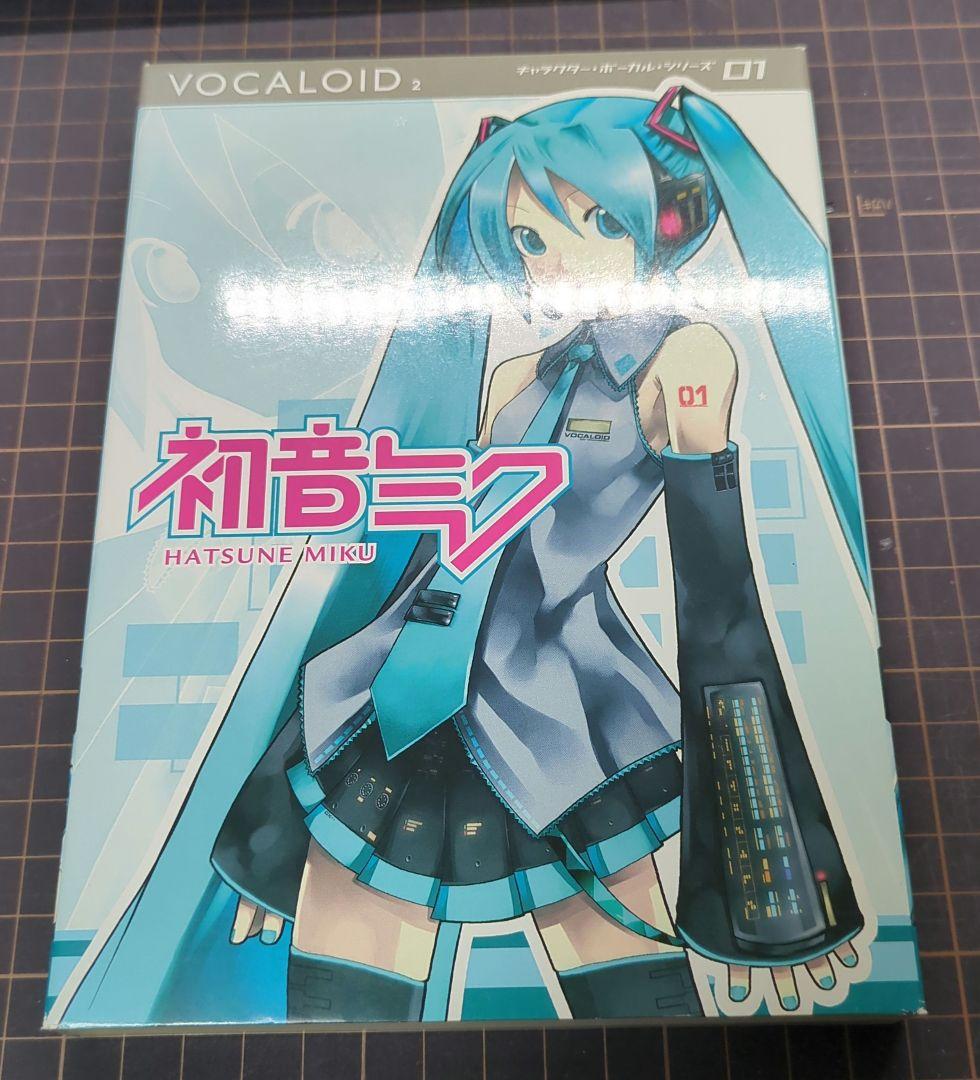 VOCALOID 2
キャラクター・ボーカル・シリーズ 01
01
VOCALOID
初音ミク
HATSUNE MIKU